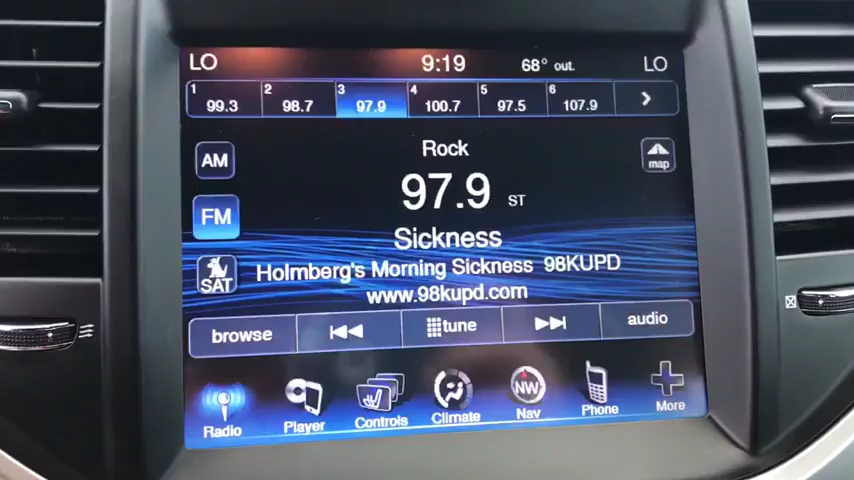 LO 9:19 68° out. LO
1 99.3 2 98.7 3 97.9 4 100.7 5 97.5 6 107.9
Rock
AM
map
97.9 ST
FM
Sickness
SAT
Holmberg's Morning Sickness 98KUPD
www.98kupd.com
browse tune audio
NW
Radio Player Controls Climate Nav Phone More